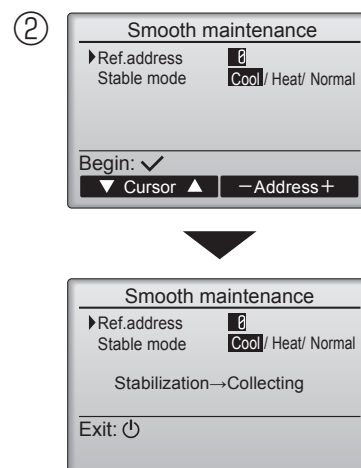 ②
Smooth maintenance
▶Ref.address 0
Stable mode Cool / Heat/ Normal
Begin: ✓
▼ Cursor ▲ －Address＋
Smooth maintenance
▶Ref.address 0
Stable mode Cool / Heat/ Normal
Stabilization→Collecting
Exit: ⏻